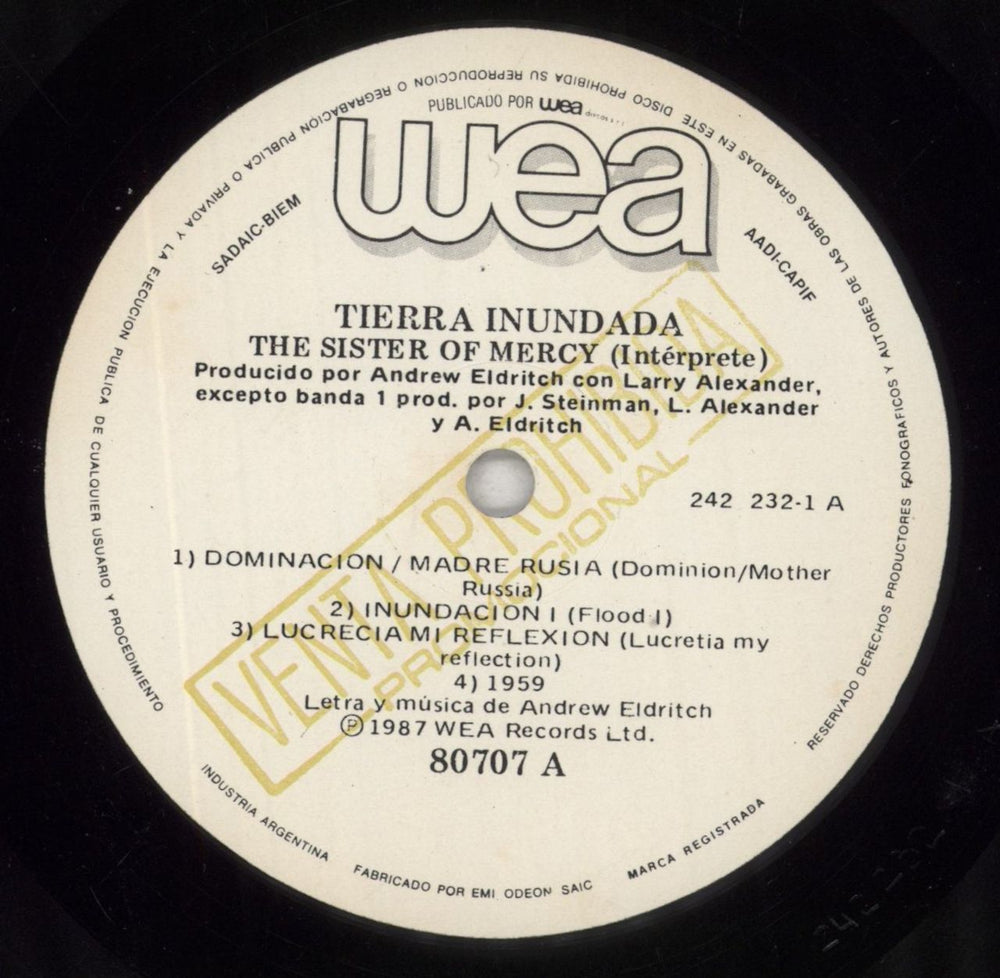 RESERVADO DERECHOS PRODUCTORES FONOGRAFICOS Y AUTORES DE LAS OBRAS GRABADAS EN ESTE DISCO PROHIBIDA SU REPRODUCCION O REGRABACION PUBLICA O PRIVADA Y LA EJECUCION PUBLICA DE CUALQUIER USUARIO Y PROCEDIMIENTO
PUBLICADO POR wea
wea
SADAIC-BIEM
AADI-CAPIF
TIERRA INUNDADA
THE SISTER OF MERCY (Intérprete)
Producido por Andrew Eldritch con Larry Alexander,
excepto banda 1 prod. por J. Steinman, L. Alexander
y A. Eldritch
VENTA PROHIBIDA
PROMOCIONAL
242 232-1 A
1) DOMINACION / MADRE RUSIA (Dominion/Mother
Russia)
2) INUNDACION I (Flood I)
3) LUCRECIA MI REFLEXION (Lucretia my
reflection)
4) 1959
Letra y música de Andrew Eldritch
Ⓟ 1987 WEA Records Ltd.
80707 A
INDUSTRIA ARGENTINA
FABRICADO POR EMI ODEON SAIC
MARCA REGISTRADA